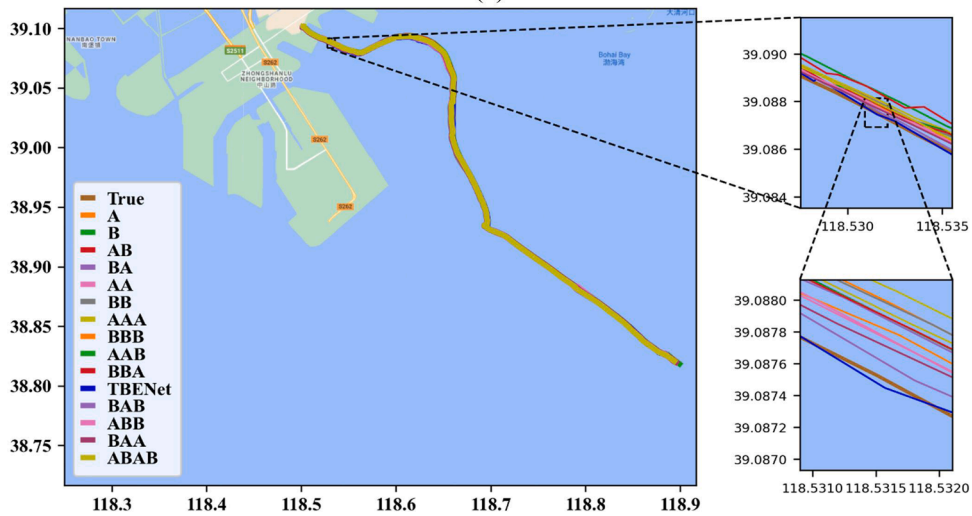 39.10
39.05
39.00
38.95
38.90
38.85
38.80
38.75
118.3
118.4
118.5
118.6
118.7
118.8
118.9
NANBAO TOWN
南堡镇
S2511
S262
ZHONGSHANLU
NEIGHBORHOOD
中山路
S262
S262
大清河口
Bohai Bay
渤海湾
True
A
B
AB
BA
AA
BB
AAA
BBB
AAB
BBA
TBENet
BAB
ABB
BAA
ABAB
39.090
39.088
39.086
39.084
118.530
118.535
39.0880
39.0878
39.0876
39.0874
39.0872
39.0870
118.5310
118.5315
118.5320